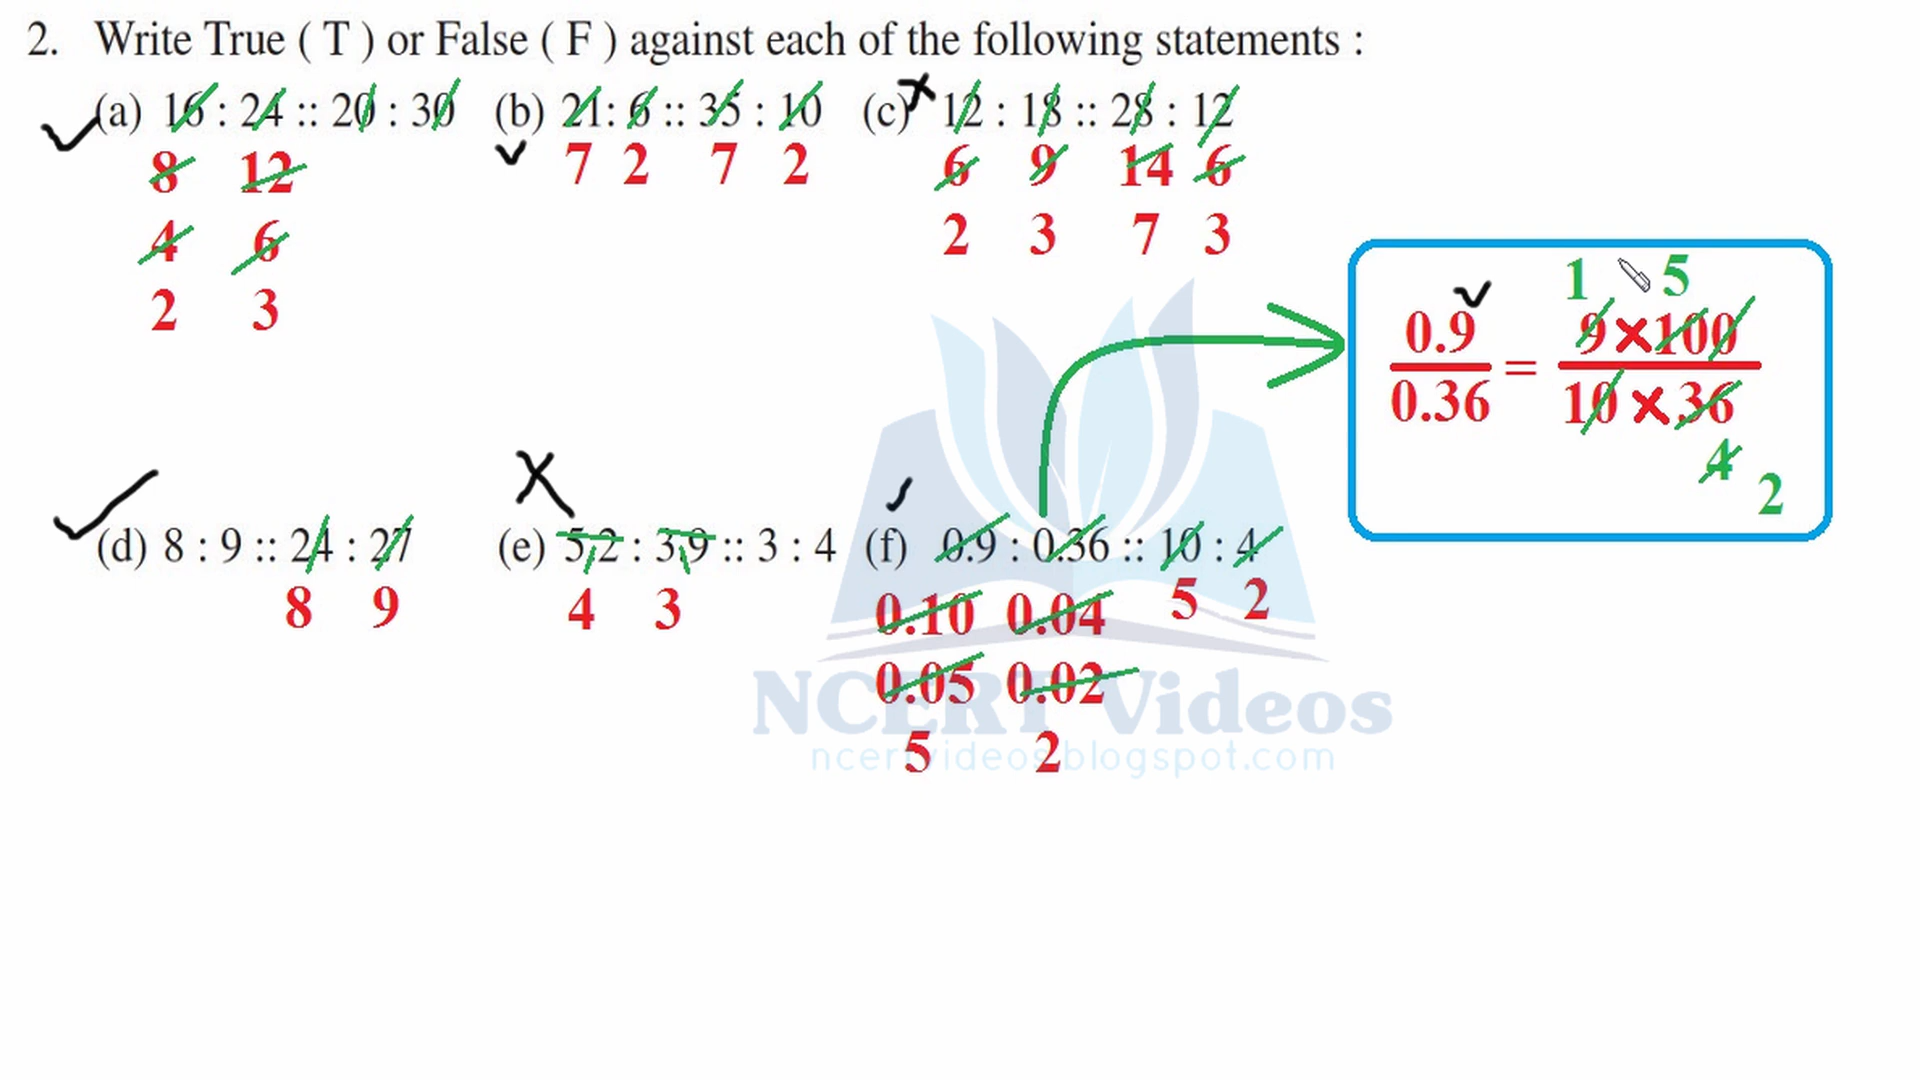 2. Write True ( T ) or False ( F ) against each of the following statements :
(a) 16 : 24 :: 20 : 30 (b) 21: 6 :: 35 : 10 (c) 12 : 18 :: 28 : 12
8 12 7 2 7 2 6 9 14 6
4 6 2 3 7 3
2 3
1 5
0.9 9×100
=
0.36 10×36
4
2
(d) 8 : 9 :: 24 : 27 (e) 5.2 : 3.9 :: 3 : 4 (f) 0.9 : 0.36 :: 10 : 4
8 9 4 3 0.10 0.04 5 2
0.05 0.02
NCERT Videos
5 2
ncertvideos.blogspot.com